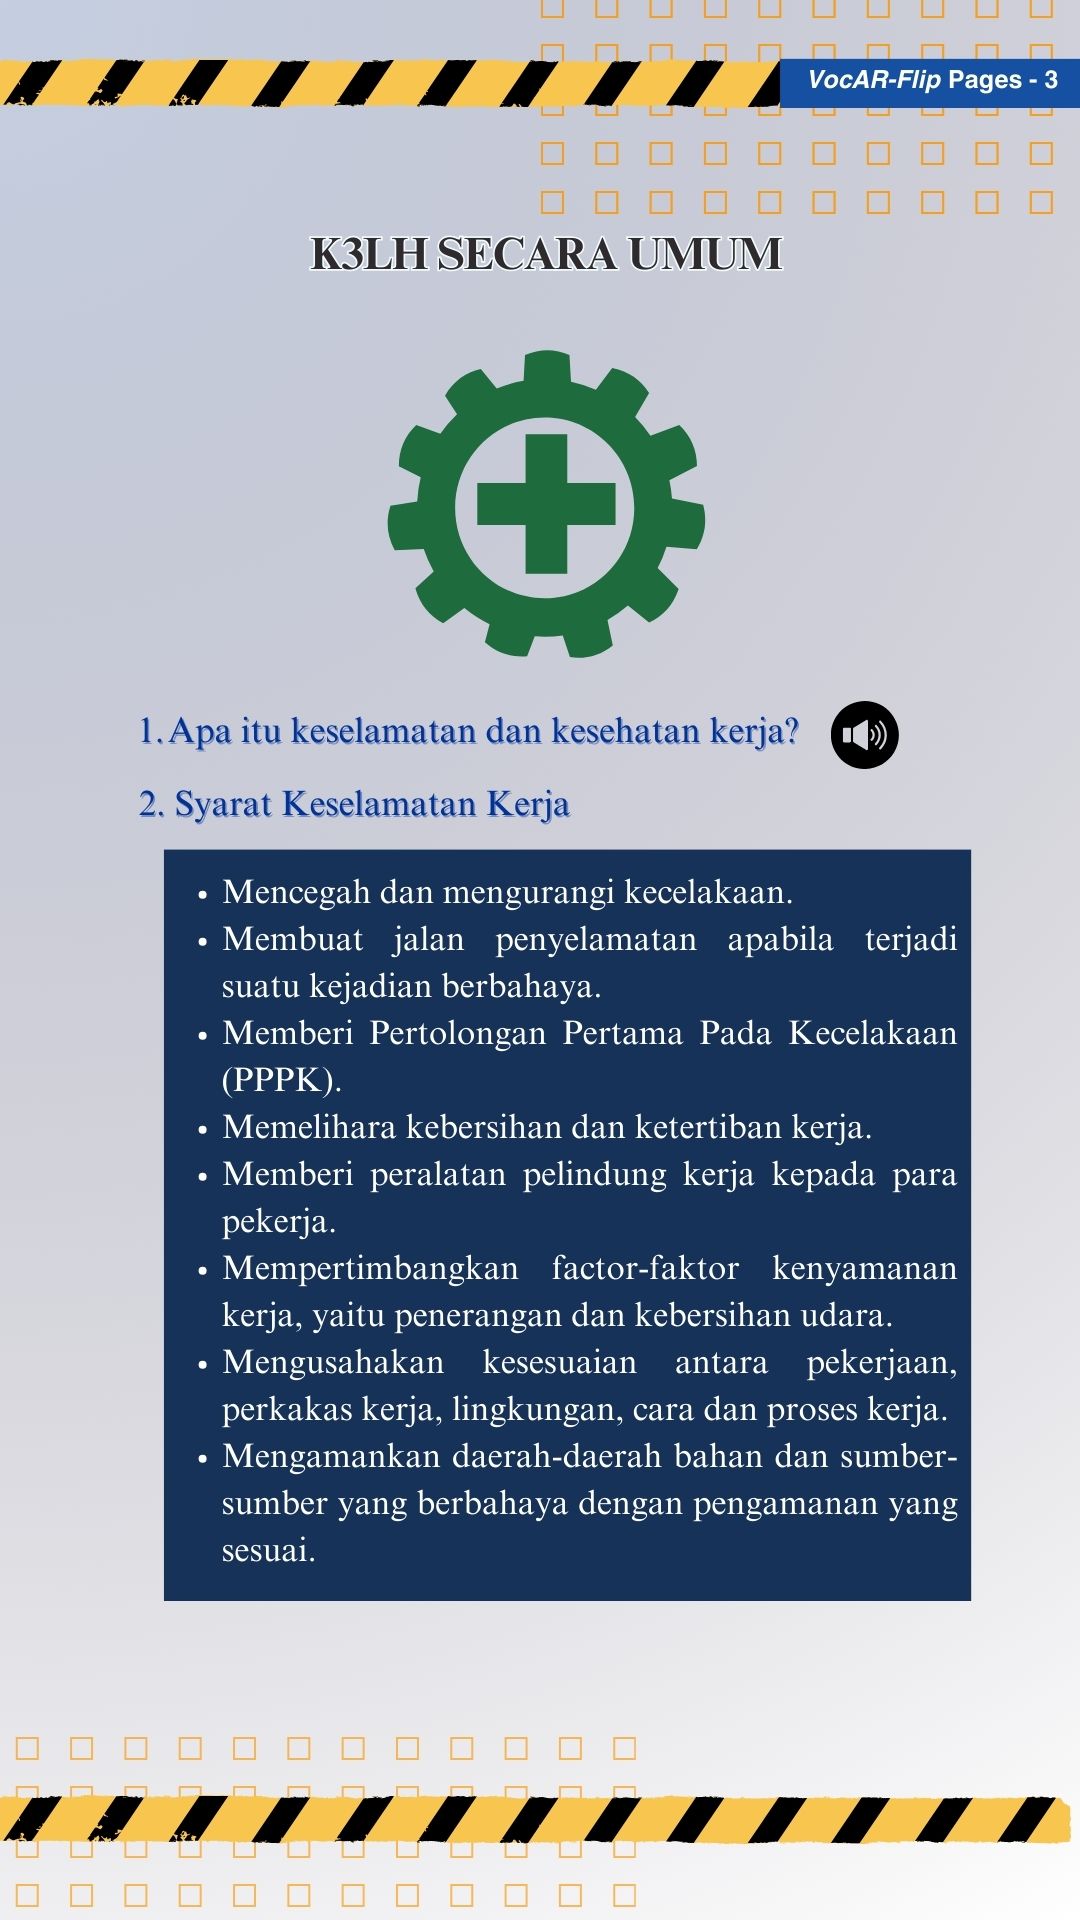 VocAR-Flip Pages - 3
K3LH SECARA UMUM
1. Apa itu keselamatan dan kesehatan kerja?
2. Syarat Keselamatan Kerja
• Mencegah dan mengurangi kecelakaan.
• Membuat jalan penyelamatan apabila terjadi
suatu kejadian berbahaya.
• Memberi Pertolongan Pertama Pada Kecelakaan
(PPPK).
• Memelihara kebersihan dan ketertiban kerja.
• Memberi peralatan pelindung kerja kepada para
pekerja.
• Mempertimbangkan factor-faktor kenyamanan
kerja, yaitu penerangan dan kebersihan udara.
• Mengusahakan kesesuaian antara pekerjaan,
perkakas kerja, lingkungan, cara dan proses kerja.
• Mengamankan daerah-daerah bahan dan sumber-
sumber yang berbahaya dengan pengamanan yang
sesuai.